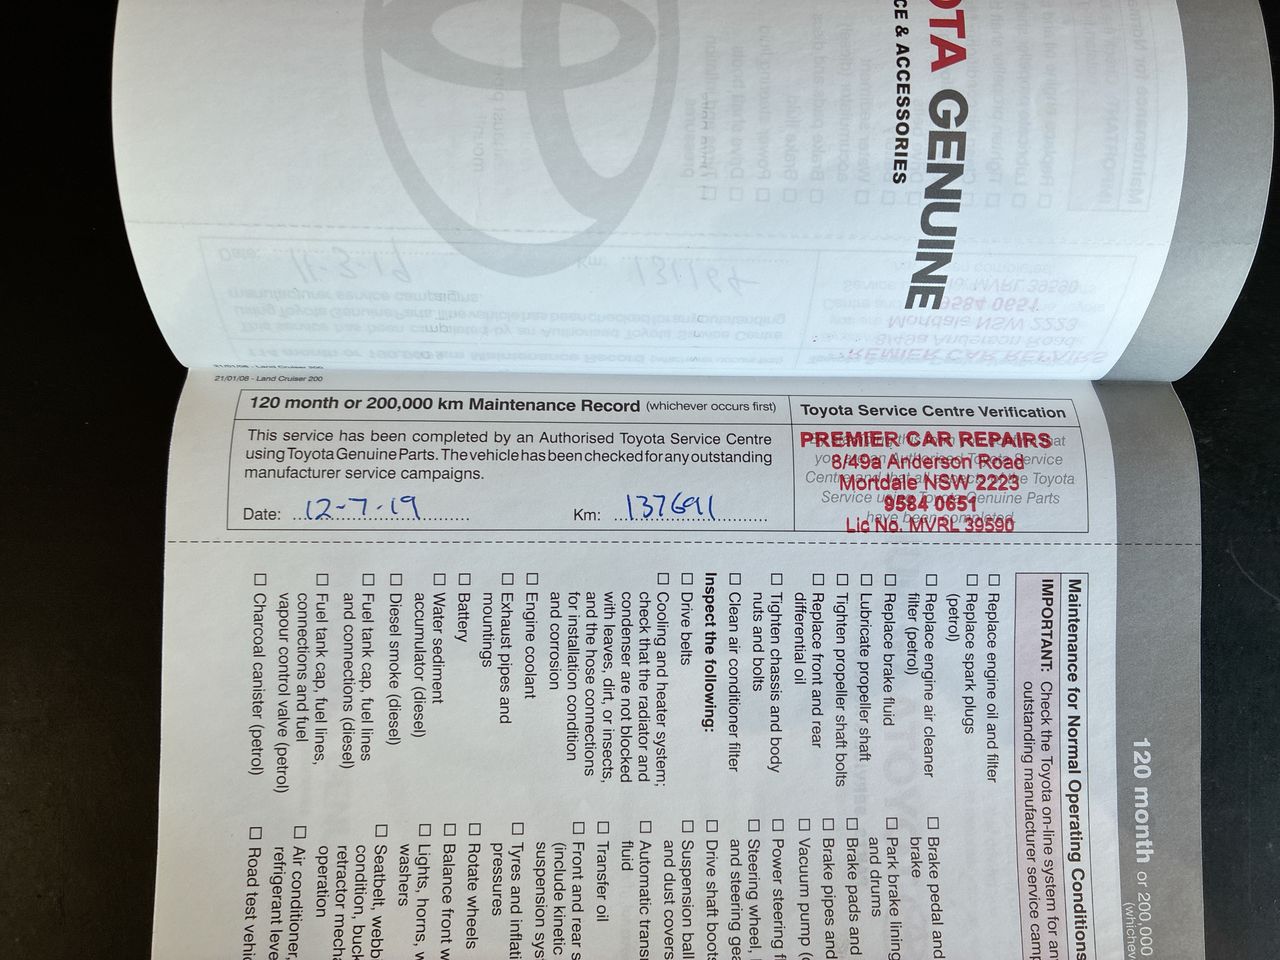 OTA GENUINE
CE & ACCESSORIES
21/01/08 - Land Cruiser 200
120 month or 200,000 km Maintenance Record (whichever occurs first)
This service has been completed by an Authorised Toyota Service Centre
using Toyota Genuine Parts. The vehicle has been checked for any outstanding
manufacturer service campaigns.
Date: 12-7-19 Km: 137691
Toyota Service Centre Verification
PREMIER CAR REPAIRS
8/49a Anderson Road
Mortdale NSW 2223
9584 0651
Lic No. MVRL 39590
120 month or 200,000
(whichev
Maintenance for Normal Operating Conditions
IMPORTANT: Check the Toyota on-line system for an
outstanding manufacturer service camp
☐ Replace engine oil and filter
☐ Replace spark plugs
(petrol)
☐ Replace engine air cleaner
filter (petrol)
☐ Replace brake fluid
☐ Lubricate propeller shaft
☐ Tighten propeller shaft bolts
☐ Replace front and rear
differential oil
☐ Tighten chassis and body
nuts and bolts
☐ Clean air conditioner filter
Inspect the following:
☐ Drive belts
☐ Cooling and heater system;
check that the radiator and
condenser are not blocked
with leaves, dirt, or insects,
and the hose connections
for installation condition
and corrosion
☐ Engine coolant
☐ Exhaust pipes and
mountings
☐ Battery
☐ Water sediment
accumulator (diesel)
☐ Diesel smoke (diesel)
☐ Fuel tank cap, fuel lines
and connections (diesel)
☐ Fuel tank cap, fuel lines,
connections and fuel
vapour control valve (petrol)
☐ Charcoal canister (petrol)
☐ Brake pedal and
brake
☐ Park brake lining
and drums
☐ Brake pads and
☐ Brake pipes and
☐ Vacuum pump (
☐ Power steering f
☐ Steering wheel,
and steering gea
☐ Drive shaft boots
☐ Suspension ball
and dust covers
☐ Automatic trans
fluid
☐ Transfer oil
☐ Front and rear s
(include kinetic
suspension sys
☐ Tyres and inflati
pressures
☐ Rotate wheels
☐ Balance front w
☐ Lights, horns, w
washers
☐ Seatbelt, webb
condition, buck
retractor mecha
operation
☐ Air conditioner,
refrigerant leve
☐ Road test vehic